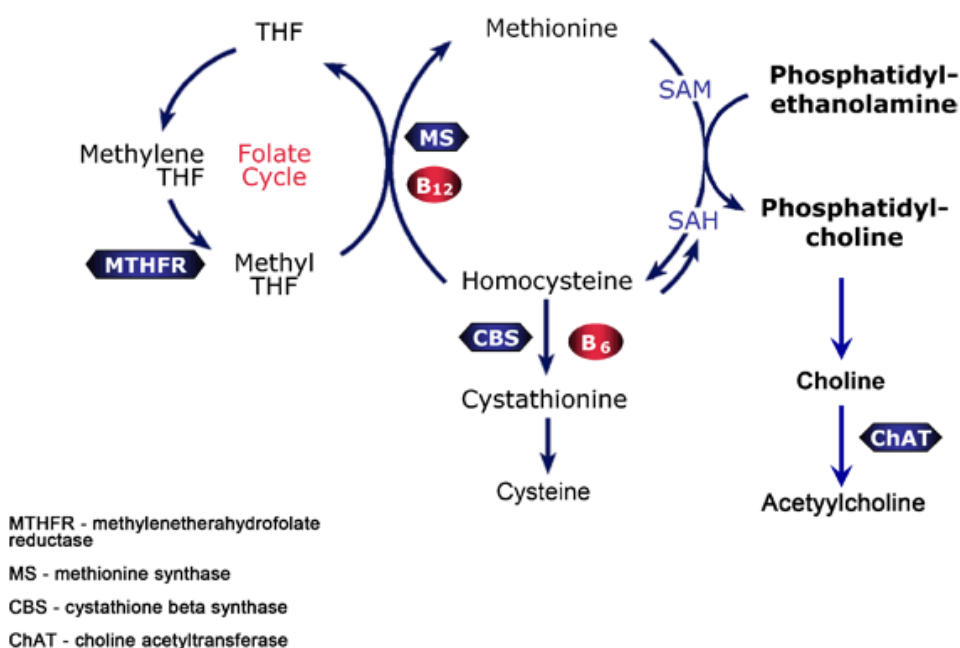 THF
Methionine
SAM
Phosphatidyl-
ethanolamine
MS
Methylene
THF
Folate
Cycle
B12
SAH
Phosphatidyl-
choline
MTHFR
Methyl
THF
Homocysteine
CBS
B6
Choline
Cystathionine
ChAT
Cysteine
Acetyylcholine
MTHFR - methylenetherahydrofolate
reductase
MS - methionine synthase
CBS - cystathione beta synthase
ChAT - choline acetyltransferase